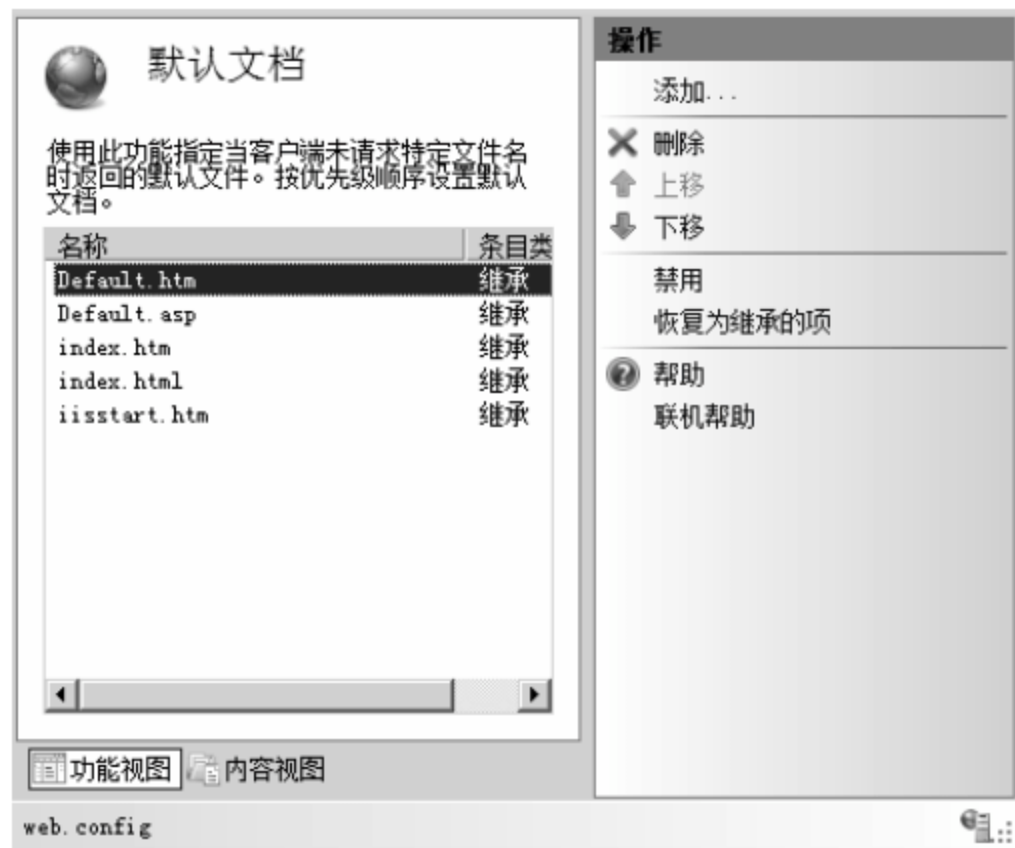 默认文档
使用此功能指定当客户端未请求特定文件名
时返回的默认文件。按优先级顺序设置默认
文档。
名称 条目类
Default.htm 继承
Default.asp 继承
index.htm 继承
index.html 继承
iisstart.htm 继承
功能视图 内容视图
操作
添加...
删除
上移
下移
禁用
恢复为继承的项
帮助
联机帮助
web.config